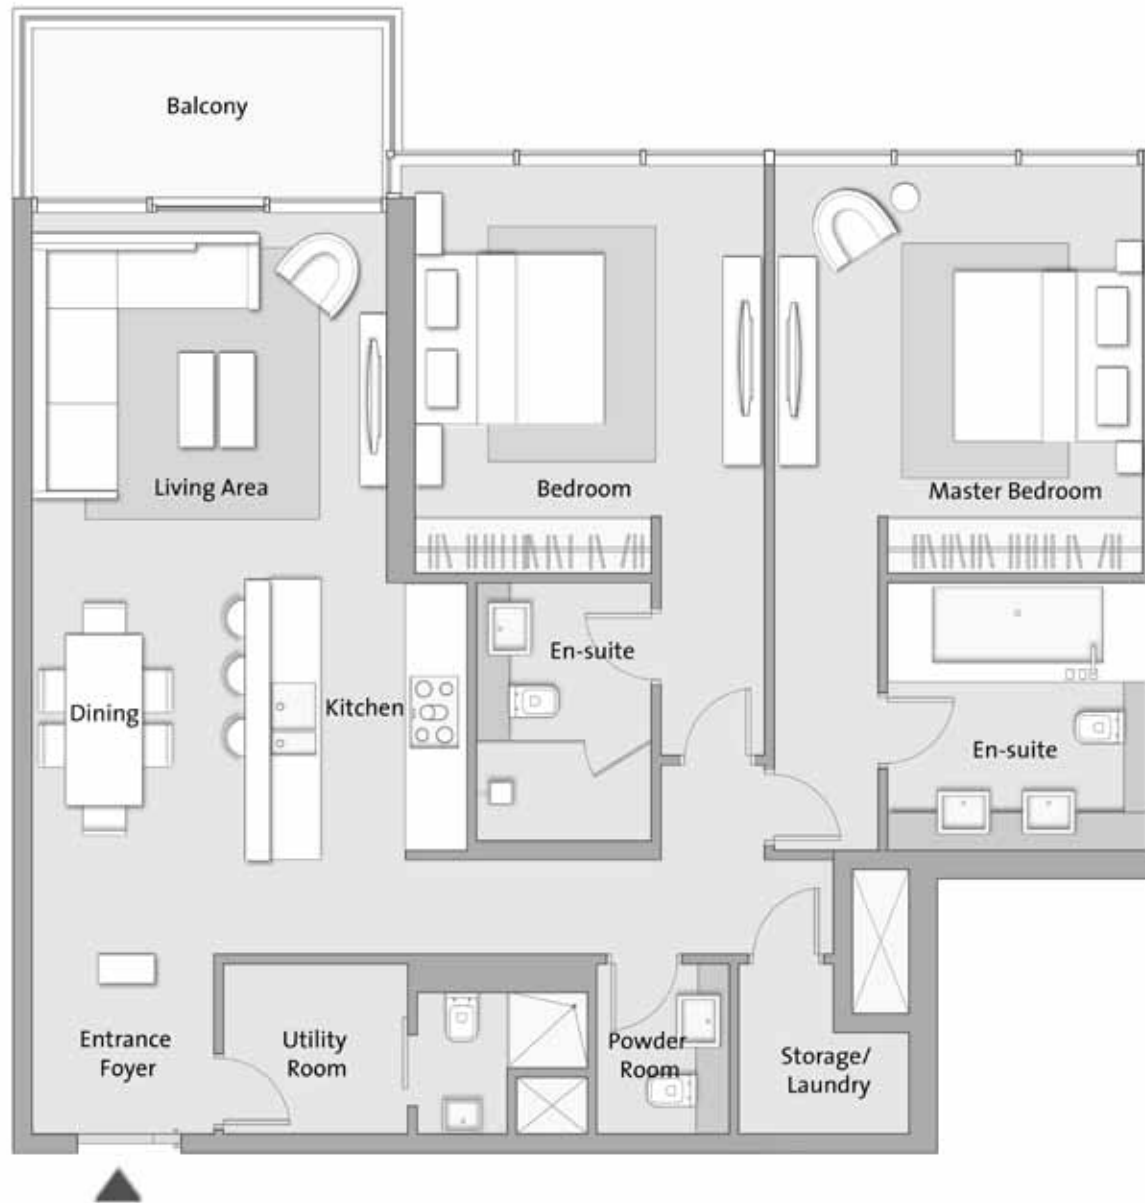 Balcony
Living Area
Bedroom
Master Bedroom
En-suite
Kitchen
Dining
En-suite
Entrance
Foyer
Utility
Room
Powder
Room
Storage/
Laundry